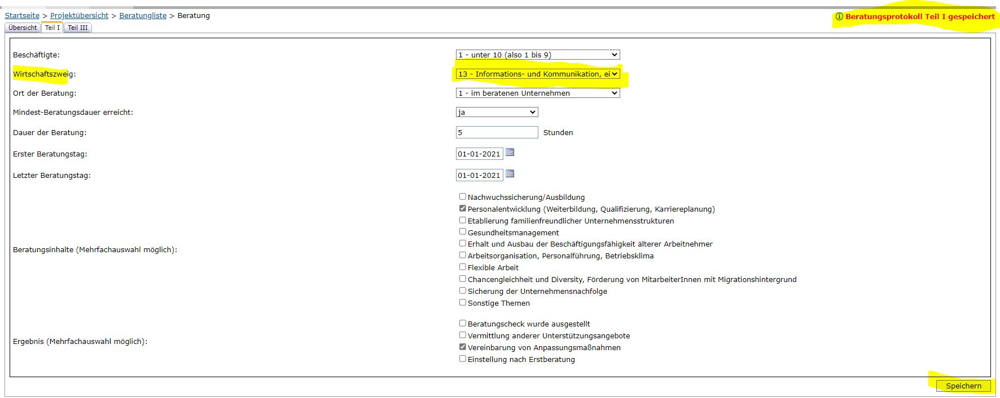 Startseite > Projektübersicht > Beratungliste > Beratung
Beratungsprotokoll Teil I gespeichert
Übersicht Teil I Teil III
Beschäftigte: 1 - unter 10 (also 1 bis 9)
Wirtschaftszweig: 13 - Informations- und Kommunikation, ei
Ort der Beratung: 1 - im beratenen Unternehmen
Mindest-Beratungsdauer erreicht: ja
Dauer der Beratung: 5 Stunden
Erster Beratungstag: 01-01-2021
Letzter Beratungstag: 01-01-2021
Beratungsinhalte (Mehrfachauswahl möglich):
Nachwuchssicherung/Ausbildung
Personalentwicklung (Weiterbildung, Qualifizierung, Karriereplanung)
Etablierung familienfreundlicher Unternehmensstrukturen
Gesundheitsmanagement
Erhalt und Ausbau der Beschäftigungsfähigkeit älterer Arbeitnehmer
Arbeitsorganisation, Personalführung, Betriebsklima
Flexible Arbeit
Chancengleichheit und Diversity, Förderung von MitarbeiterInnen mit Migrationshintergrund
Sicherung der Unternehmensnachfolge
Sonstige Themen
Ergebnis (Mehrfachauswahl möglich):
Beratungscheck wurde ausgestellt
Vermittlung anderer Unterstützungsangebote
Vereinbarung von Anpassungsmaßnahmen
Einstellung nach Erstberatung
Speichern